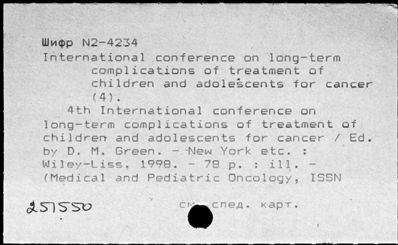 Шифр N2-4234
International conference on long-term
complications of treatment of
children and adolescents for cancer
(4).
4th International conference on
long-term complications of treatment of
children and adolescents for cancer / Ed.
by D. M. Green. - New York etc. :
Wiley-Liss, 1998. - 78 p. : ill. -
(Medical and Pediatric Oncology, ISSN
251550 см. след. карт.